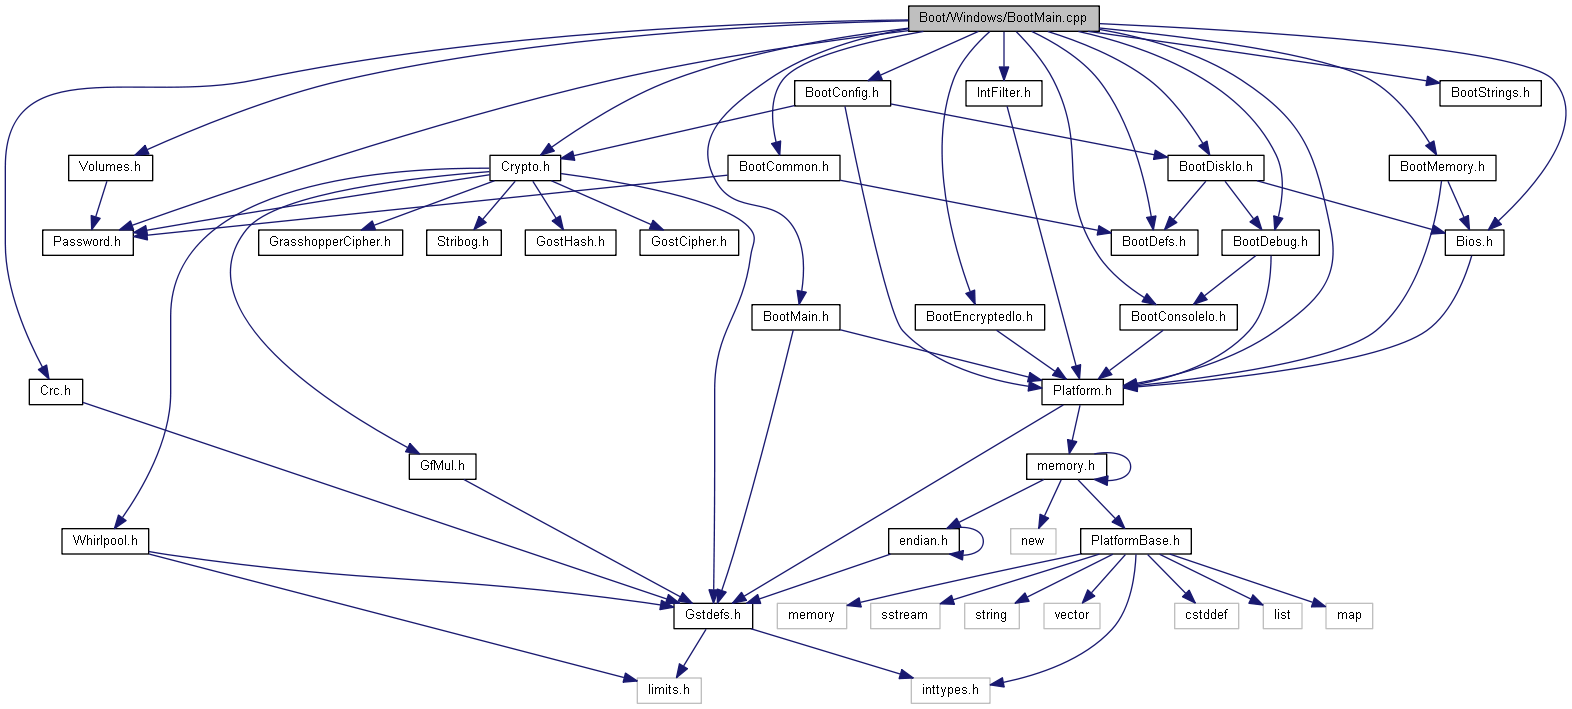 Boot/Windows/BootMain.cpp
BootConfig.h
IntFilter.h
BootStrings.h
Volumes.h
Crypto.h
BootCommon.h
BootDiskIo.h
BootMemory.h
Password.h
GrasshopperCipher.h
Stribog.h
GostHash.h
GostCipher.h
BootDefs.h
BootDebug.h
Bios.h
BootMain.h
BootEncryptedIo.h
BootConsoleIo.h
Crc.h
Platform.h
GfMul.h
memory.h
Whirlpool.h
endian.h
new
PlatformBase.h
Gstdefs.h
memory
sstream
string
vector
cstddef
list
map
limits.h
inttypes.h